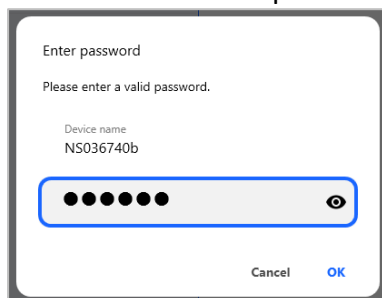 Enter password
Please enter a valid password.
Device name
NS036740b
●●●●●●
Cancel OK